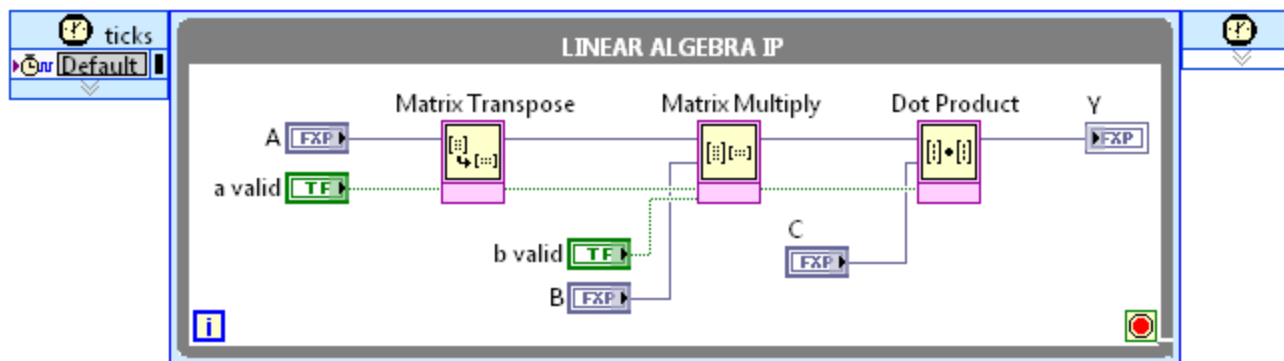 ticks
Default
LINEAR ALGEBRA IP
Matrix Transpose Matrix Multiply Dot Product Y
A FXP FXP
a valid TF
C
b valid TF FXP
B FXP
i